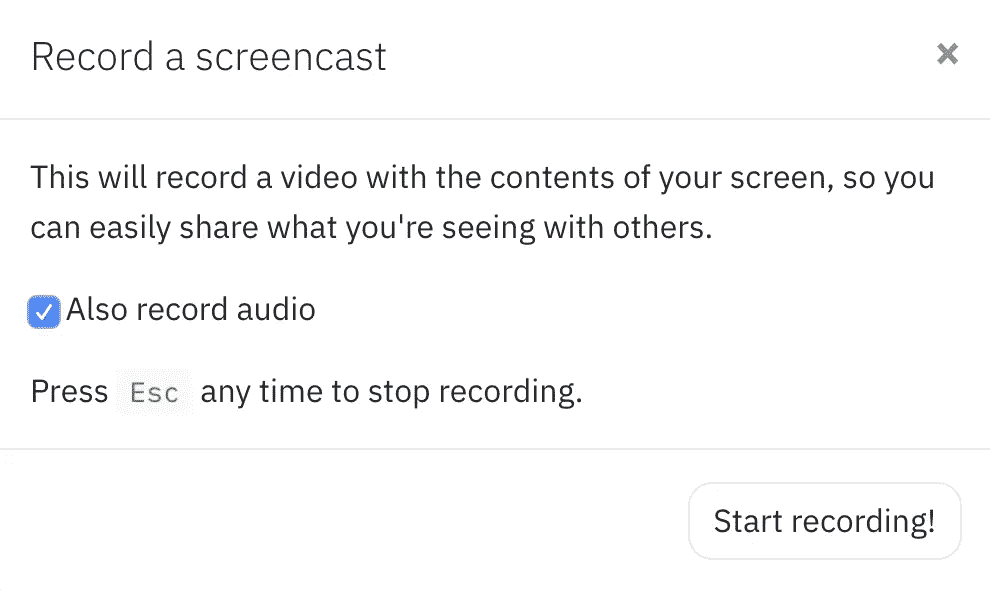 Record a screencast
This will record a video with the contents of your screen, so you
can easily share what you're seeing with others.
Also record audio
Press Esc any time to stop recording.
Start recording!